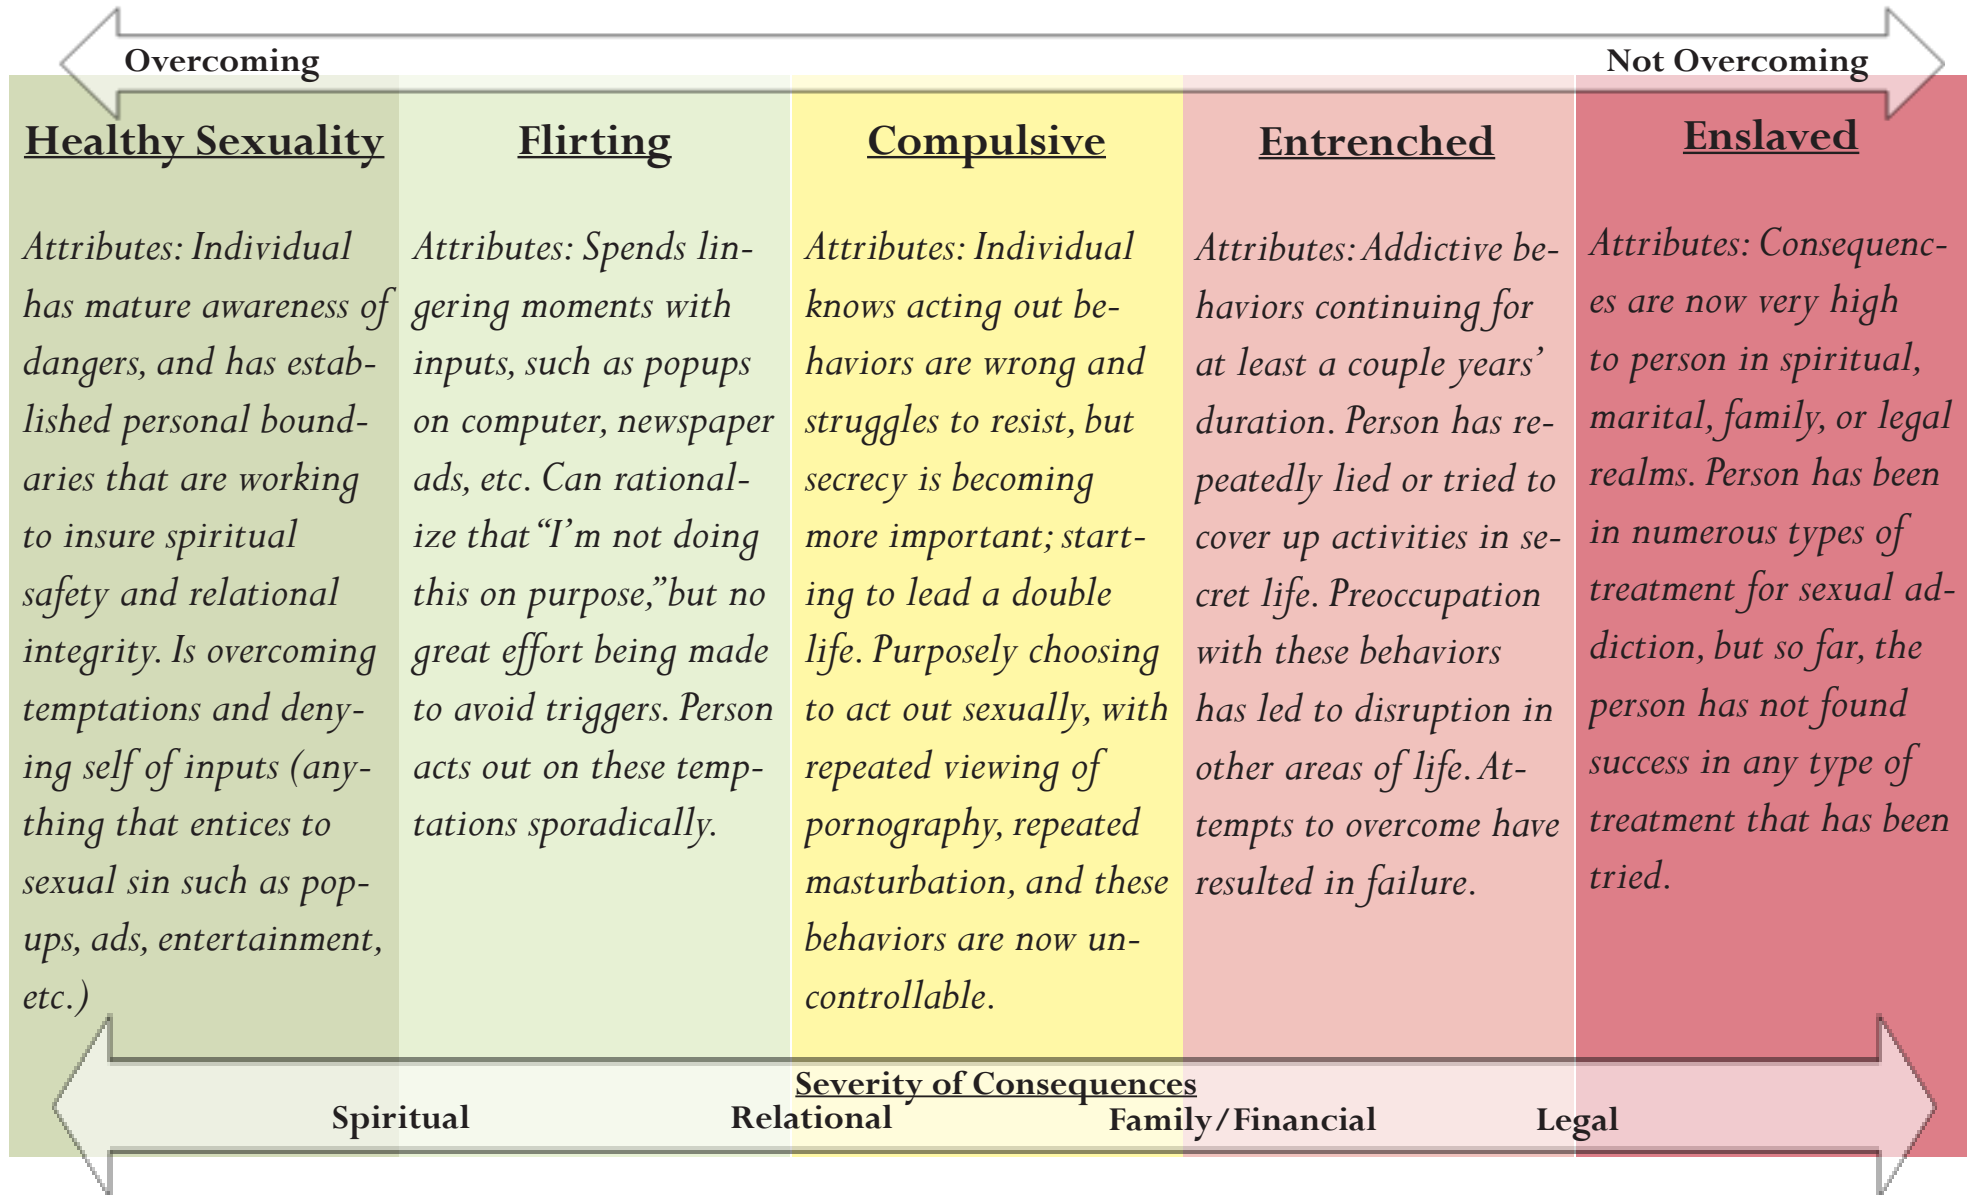 Overcoming
Not Overcoming
Healthy Sexuality
Attributes: Individual
has mature awareness of
dangers, and has estab-
lished personal bound-
aries that are working
to insure spiritual
safety and relational
integrity. Is overcoming
temptations and deny-
ing self of inputs (any-
thing that entices to
sexual sin such as pop-
ups, ads, entertainment,
etc.)
Flirting
Attributes: Spends lin-
gering moments with
inputs, such as popups
on computer, newspaper
ads, etc. Can rational-
ize that “I’m not doing
this on purpose,” but no
great effort being made
to avoid triggers. Person
acts out on these temp-
tations sporadically.
Compulsive
Attributes: Individual
knows acting out be-
haviors are wrong and
struggles to resist, but
secrecy is becoming
more important; start-
ing to lead a double
life. Purposely choosing
to act out sexually, with
repeated viewing of
pornography, repeated
masturbation, and these
behaviors are now un-
controllable.
Entrenched
Attributes: Addictive be-
haviors continuing for
at least a couple years’
duration. Person has re-
peatedly lied or tried to
cover up activities in se-
cret life. Preoccupation
with these behaviors
has led to disruption in
other areas of life. At-
tempts to overcome have
resulted in failure.
Enslaved
Attributes: Consequenc-
es are now very high
to person in spiritual,
marital, family, or legal
realms. Person has been
in numerous types of
treatment for sexual ad-
diction, but so far, the
person has not found
success in any type of
treatment that has been
tried.
Severity of Consequences
Spiritual
Relational
Family/Financial
Legal